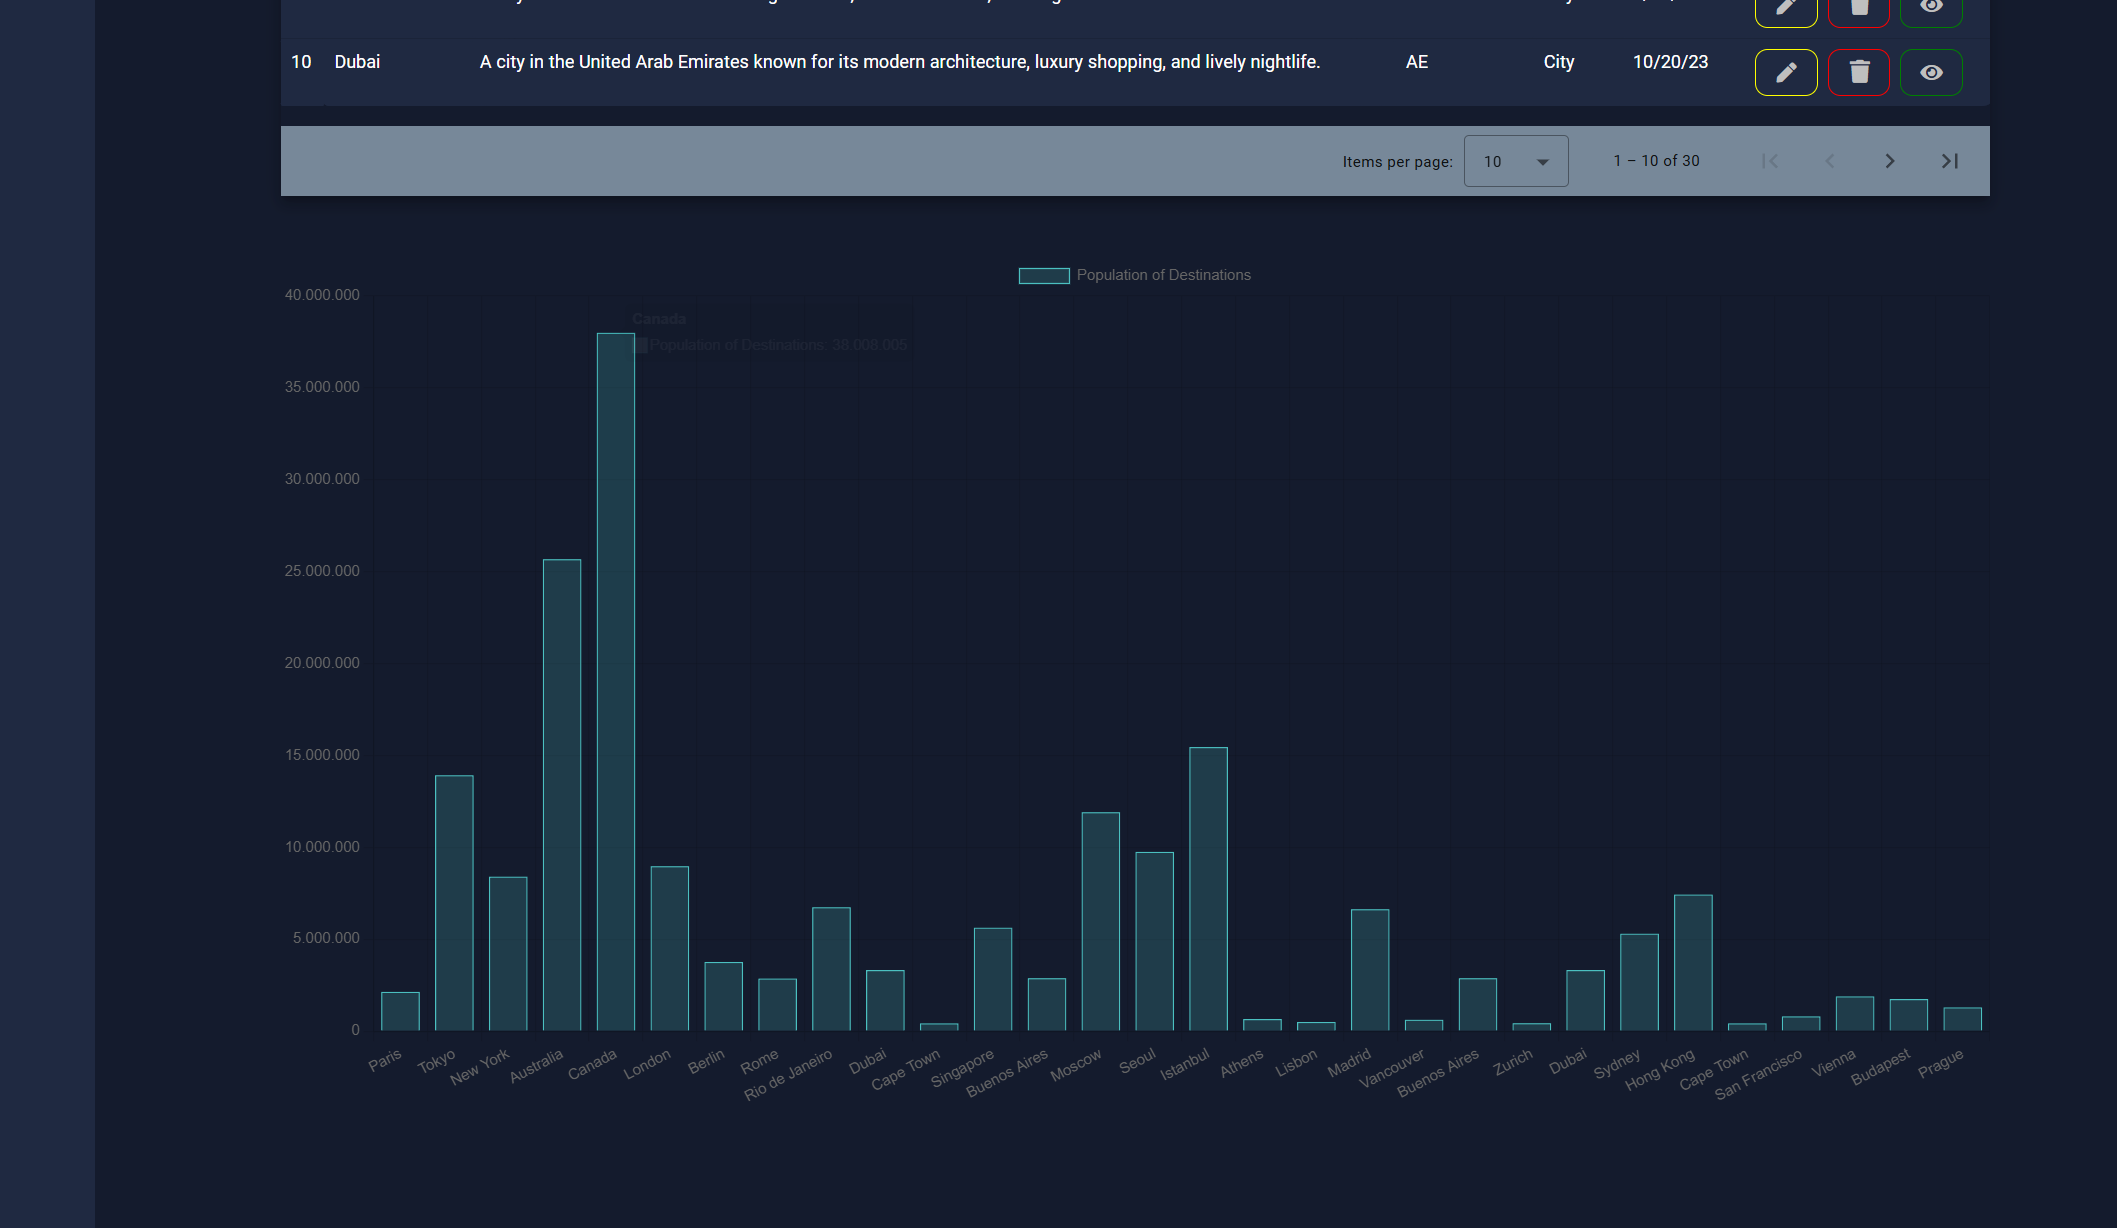 10 Dubai A city in the United Arab Emirates known for its modern architecture, luxury shopping, and lively nightlife. AE City 10/20/23
Items per page: 10 1 – 10 of 30
Population of Destinations
40.000.000
Canada
Population of Destinations 38.008.005
35.000.000
30.000.000
25.000.000
20.000.000
15.000.000
10.000.000
5.000.000
0
Paris
Tokyo
New York
Australia
Canada
London
Berlin
Rome
Rio de Janeiro
Dubai
Cape Town
Singapore
Buenos Aires
Moscow
Seoul
Istanbul
Athens
Lisbon
Madrid
Vancouver
Buenos Aires
Zurich
Dubai
Sydney
Hong Kong
Cape Town
San Francisco
Vienna
Budapest
Prague